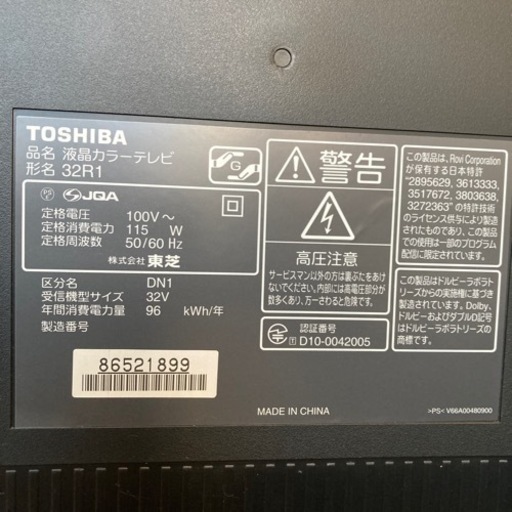 TOSHIBA
品名 液晶カラーテレビ
形名 32R1
G
PS
JQA
定格電圧 100V～
定格消費電力 115 W
定格周波数 50/60 Hz
株式会社 東芝
区分名 DN1
受信機型サイズ 32V
年間消費電力量 96 kWh/年
製造番号
86521899
警告
高圧注意
サービスマン以外の方は裏ぶたをあけ
ないでください。内部には高電圧部分が
数多くあり、万一さわると危険です。
認証番号
T D10-0042005
MADE IN CHINA
この製品は、Rovi Corporation
が保有する日本特許
"2895629, 3613333,
3517672, 3803638,
3272363"の特許技術
のライセンス供与により製造
されたものであり、この製品
での使用は一部のプログラム
配信に限定されています。
この製品はドルビーラボラト
リーズからの実施権に基づき
製造されています。Dolby、
ドルビーおよびダブルD記号
はドルビーラボラトリーズの
商標です。
>PS< V66A00480900